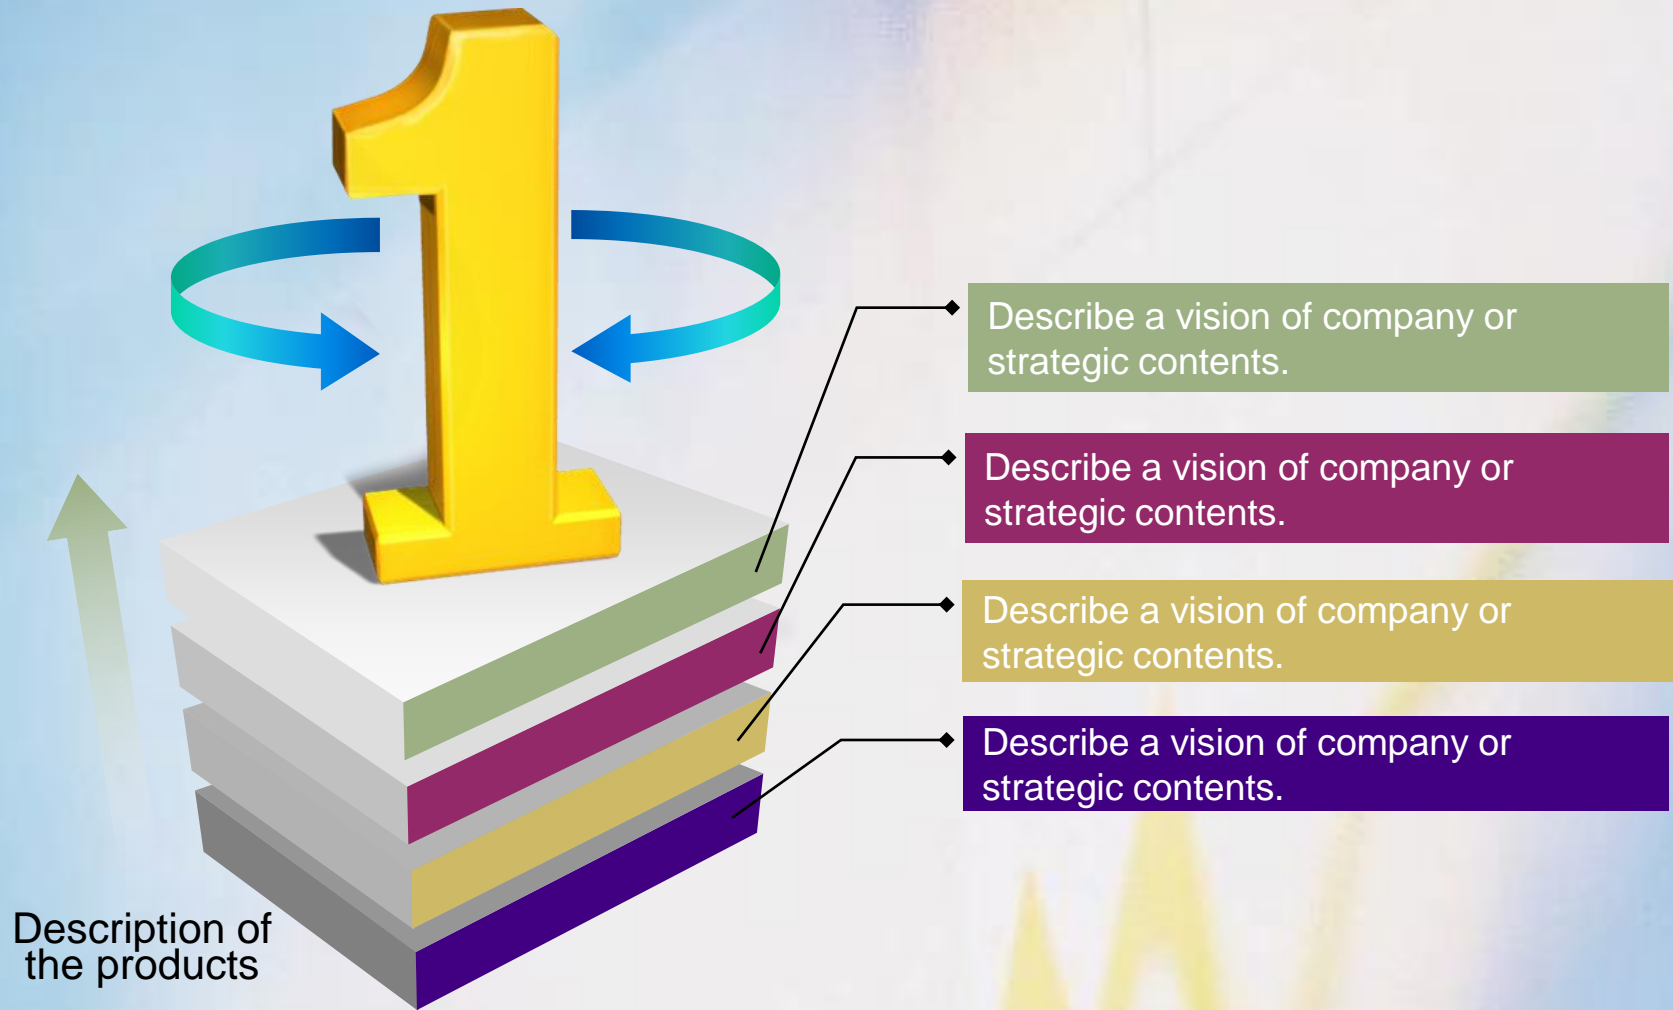 1
Describe a vision of company or
strategic contents.
Describe a vision of company or
strategic contents.
Describe a vision of company or
strategic contents.
Describe a vision of company or
strategic contents.
Description of
the products